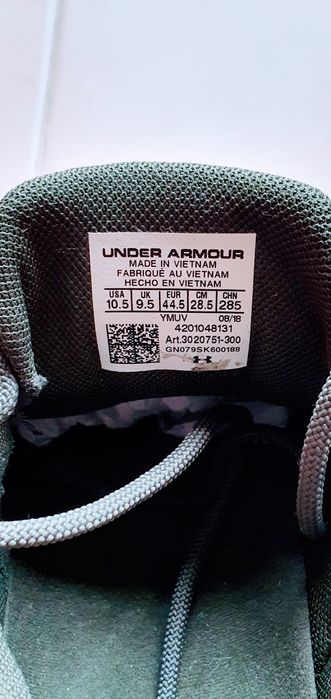 UNDER ARMOUR
MADE IN VIETNAM
FABRIQUÉ AU VIETNAM
HECHO EN VIETNAM
USA UK EUR CM CHN
10.5 9.5 44.5 28.5 285
YMUV 08/18
4201048131
Art.3020751-300
GN079SK600188